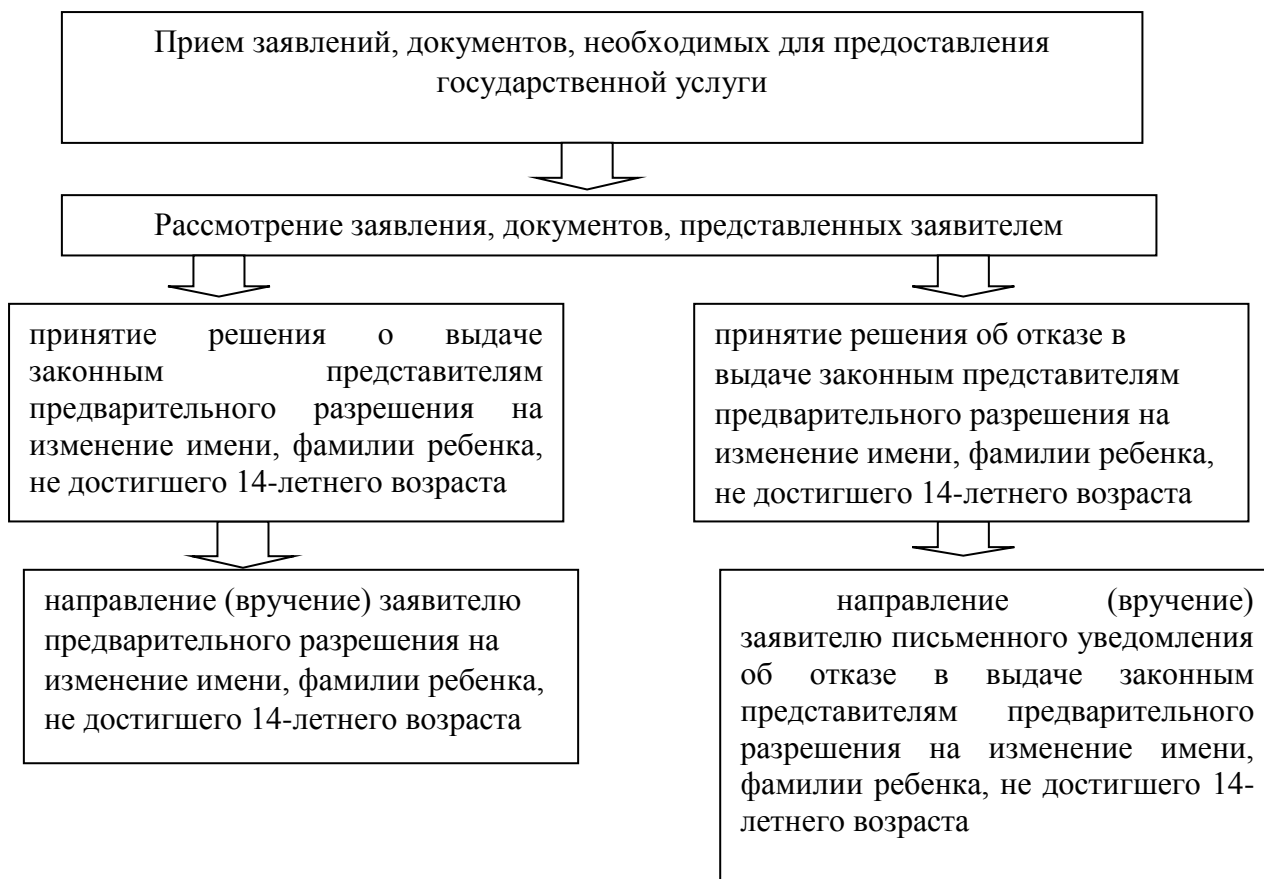 Прием заявлений, документов, необходимых для предоставления
государственной услуги
Рассмотрение заявления, документов, представленных заявителем
принятие решения о выдаче
законным представителям
предварительного разрешения на
изменение имени, фамилии ребенка,
не достигшего 14-летнего возраста
принятие решения об отказе в
выдаче законным представителям
предварительного разрешения на
изменение имени, фамилии ребенка,
не достигшего 14-летнего возраста
направление (вручение) заявителю
предварительного разрешения на
изменение имени, фамилии ребенка,
не достигшего 14-летнего возраста
направление (вручение)
заявителю письменного уведомления
об отказе в выдаче законным
представителям предварительного
разрешения на изменение имени,
фамилии ребенка, не достигшего 14-
летнего возраста